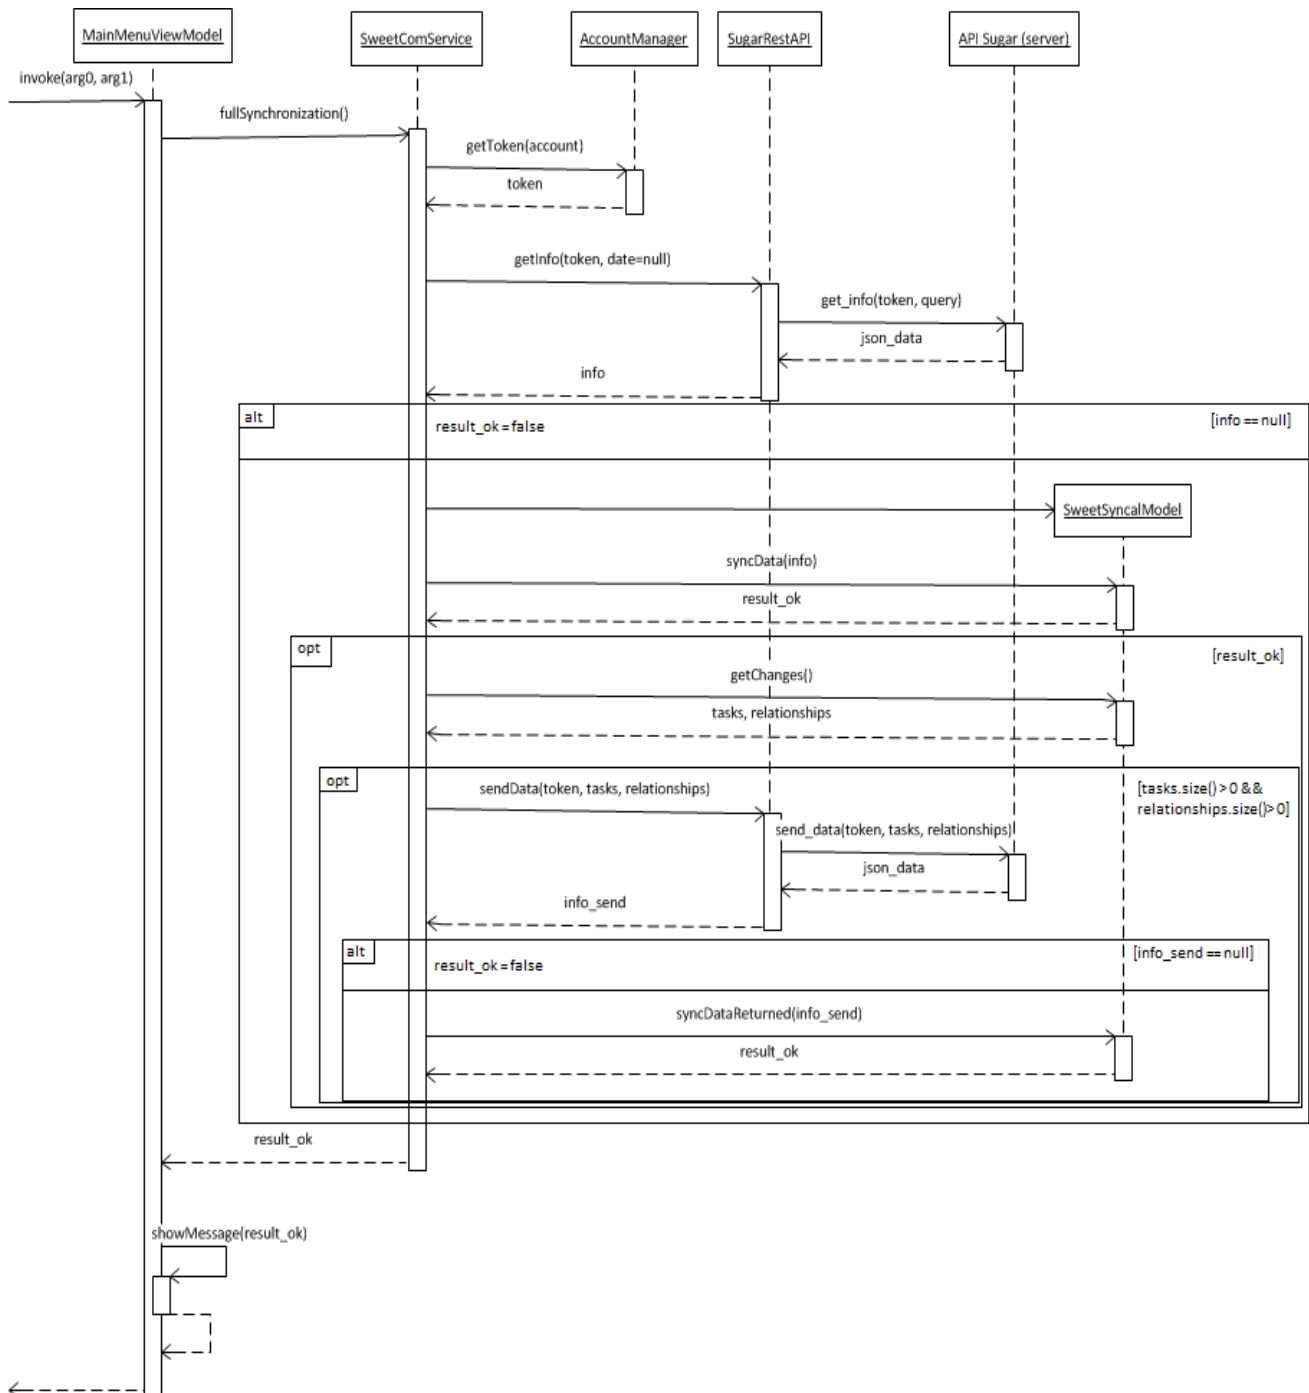 MainMenuViewModel
SweetComService
AccountManager
SugarRestAPI
API Sugar (server)
invoke(arg0, arg1)
fullSynchronization()
getToken(account)
token
getInfo(token, date=null)
get_info(token, query)
json_data
info
alt
result_ok=false
[info == null]
SweetSyncalModel
syncData(info)
result_ok
opt
[result_ok]
getChanges()
tasks, relationships
opt
[tasks.size()>0 &&
relationships.size()>0]
sendData(token, tasks, relationships)
send_data(token, tasks, relationships)
json_data
info_send
alt
result_ok=false
[info_send == null]
syncDataReturned(info_send)
result_ok
result_ok
showMessage(result_ok)